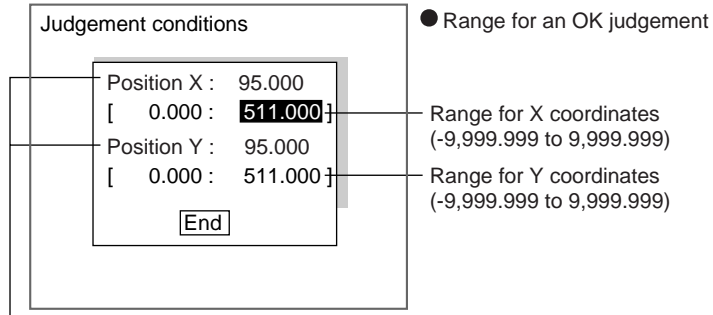 Judgement conditions
● Range for an OK judgement
Position X : 95.000
[ 0.000 : 511.000 ]
Range for X coordinates
(-9,999.999 to 9,999.999)
Position Y : 95.000
[ 0.000 : 511.000 ]
Range for Y coordinates
(-9,999.999 to 9,999.999)
End